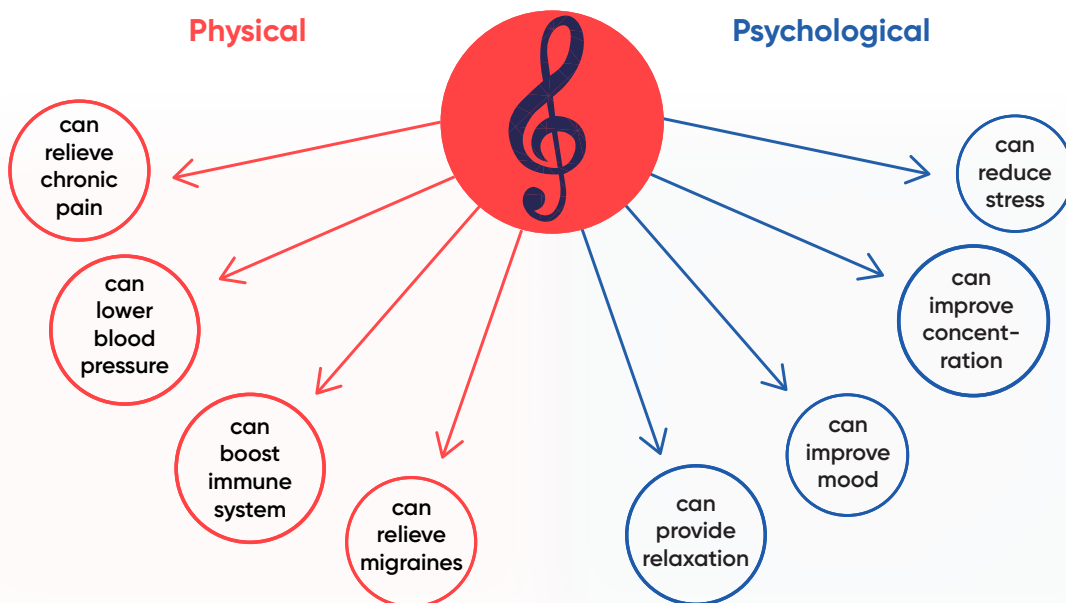 Physical
Psychological
can
relieve
chronic
pain
can
lower
blood
pressure
can
boost
immune
system
can
relieve
migraines
can
provide
relaxation
can
improve
mood
can
improve
concent-
ration
can
reduce
stress